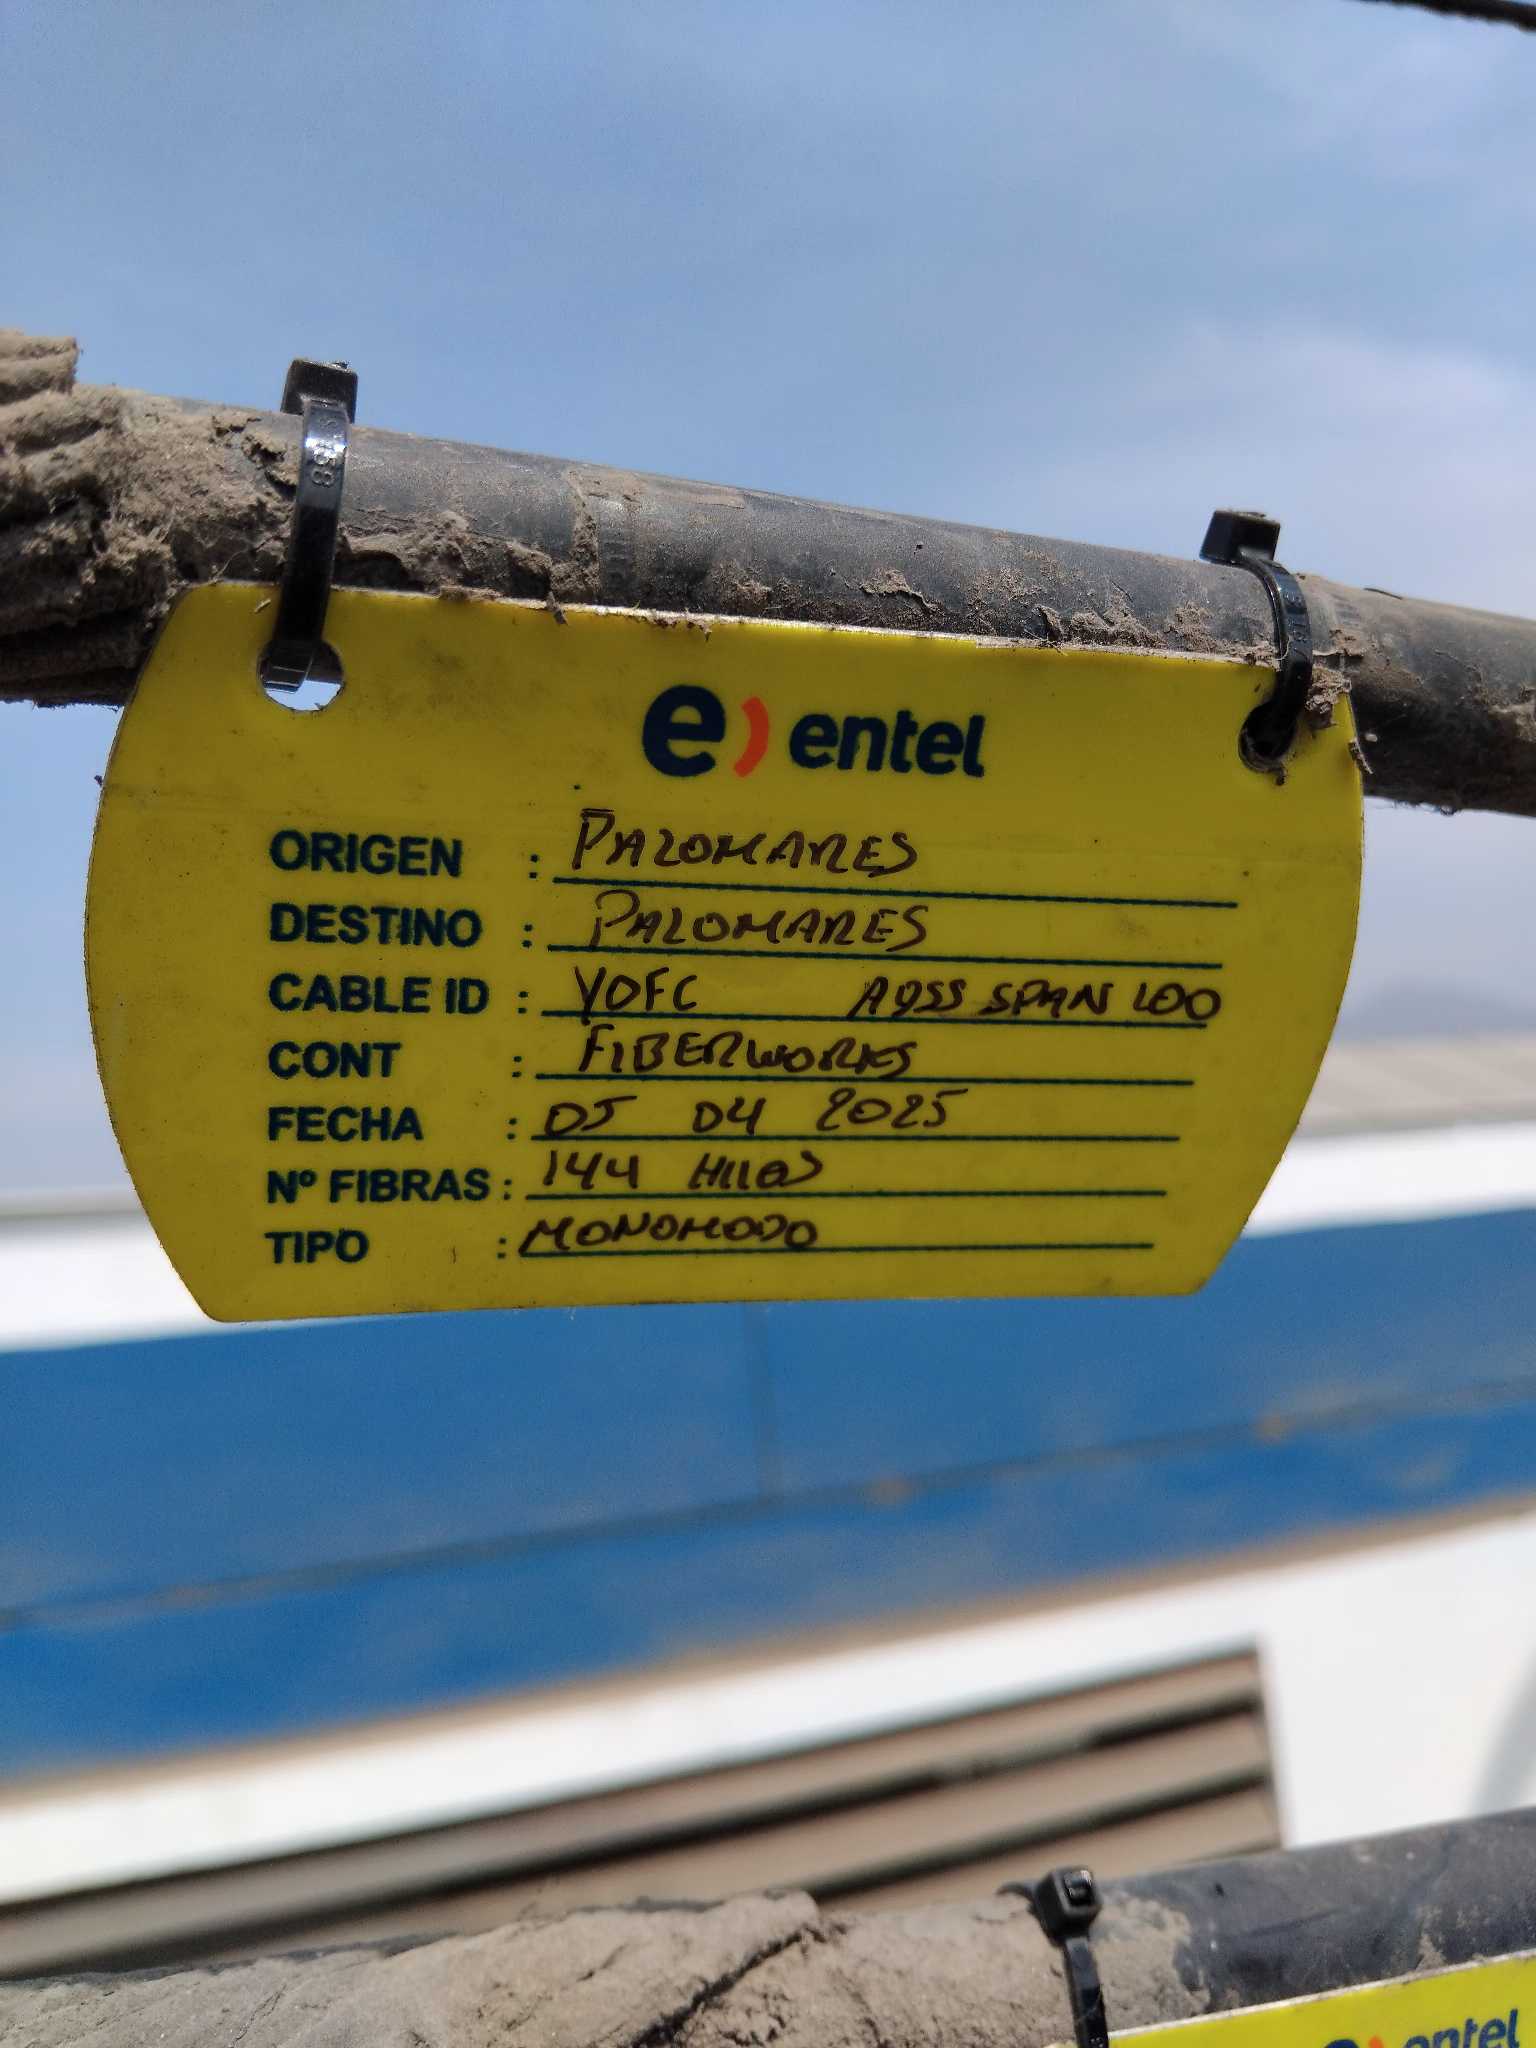 e) entel
ORIGEN : PALOMARES
DESTINO : PALOMARES
CABLE ID : YOFC ADSS SPAN 100
CONT : FIBERWORKS
FECHA : 05 04 2025
Nº FIBRAS : 144 HILOS
TIPO : MONOMODO
entel